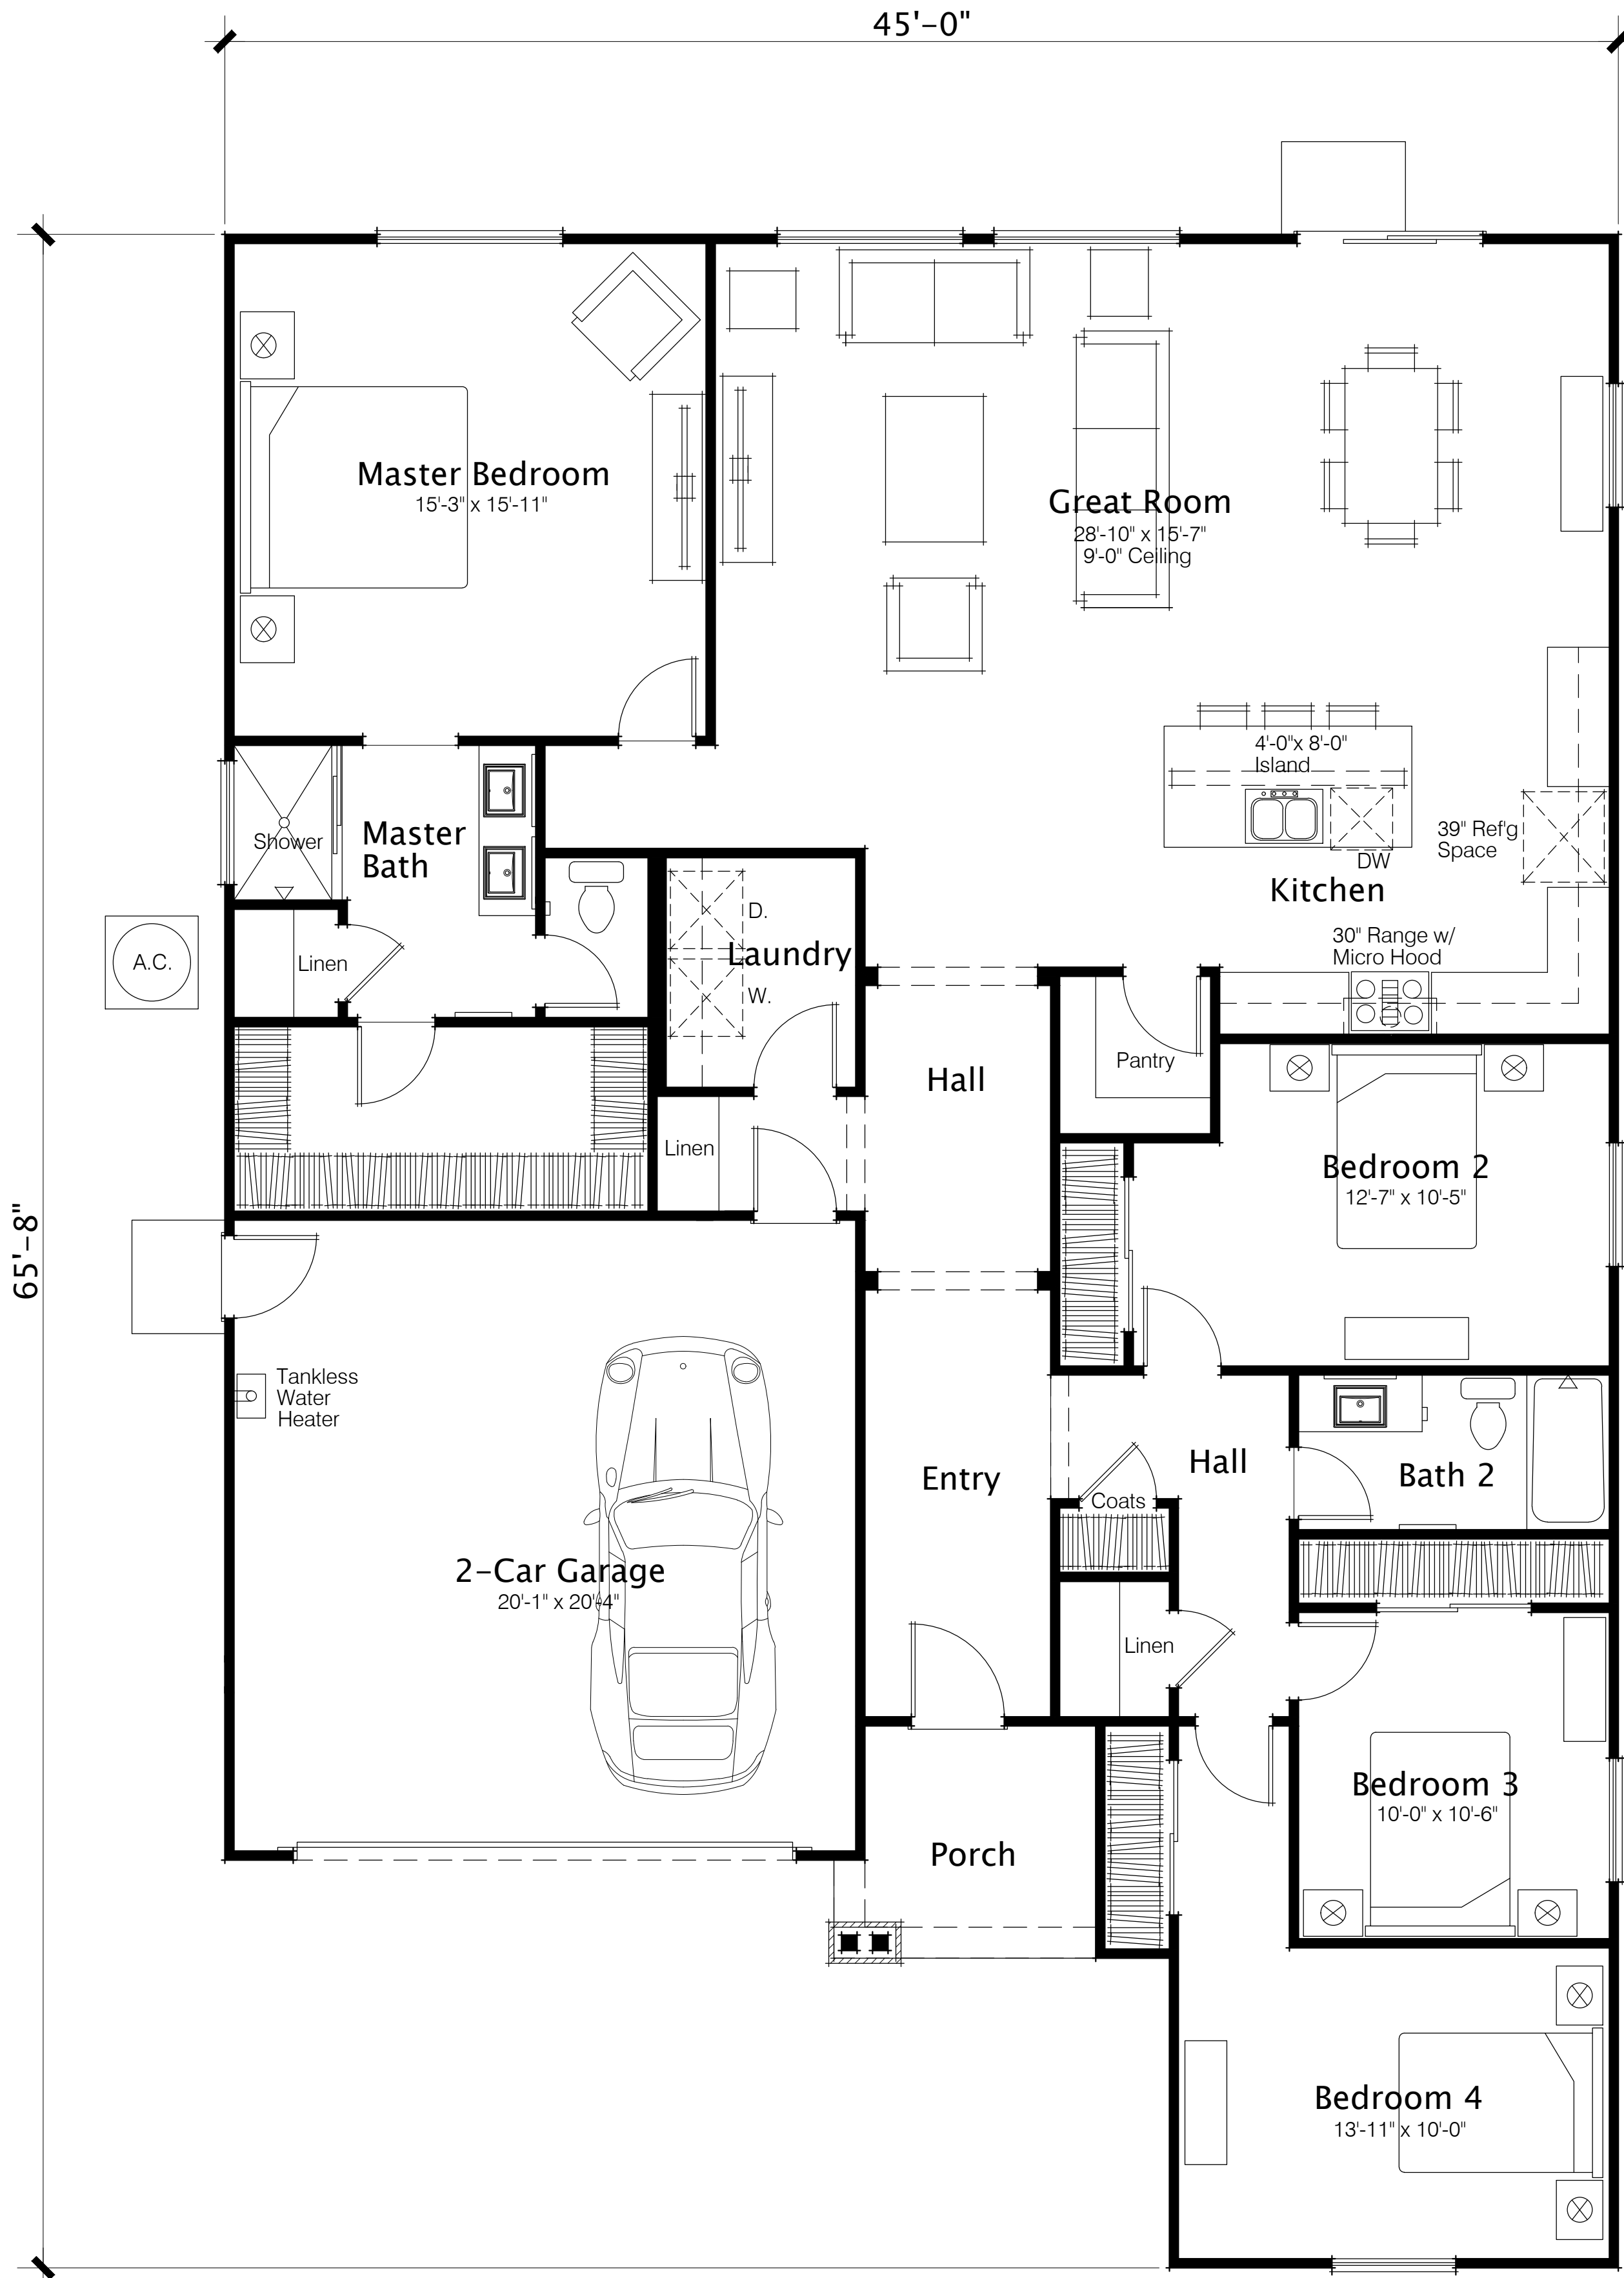 45'-0"
65'-8"
Master Bedroom
15'-3" x 15'-11"
Great Room
28'-10" x 15'-7"
9'-0" Ceiling
4'-0"x 8'-0"
Island
DW
39" Ref'g
Space
Kitchen
30" Range w/
Micro Hood
Shower
Master
Bath
Linen
A.C.
D.
Laundry
W.
Linen
Hall
Pantry
Bedroom 2
12'-7" x 10'-5"
Tankless
Water
Heater
2-Car Garage
20'-1" x 20'-4"
Entry
Hall
Coats
Bath 2
Linen
Bedroom 3
10'-0" x 10'-6"
Porch
Bedroom 4
13'-11" x 10'-0"